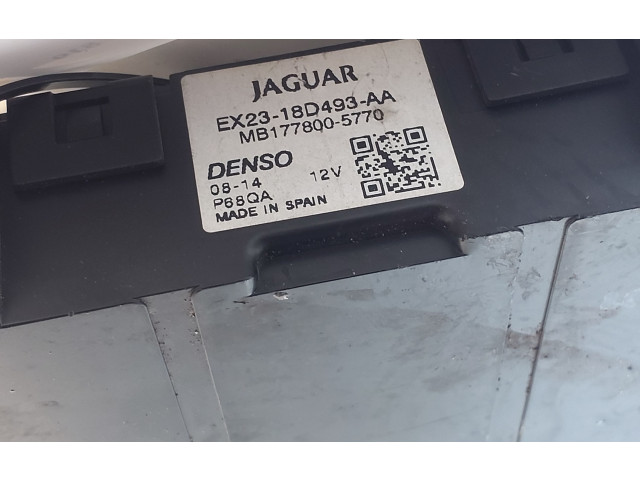 JAGUAR
EX23-18D493-AA
MB177800-5770
DENSO
08-14 12V
P68QA
MADE IN SPAIN